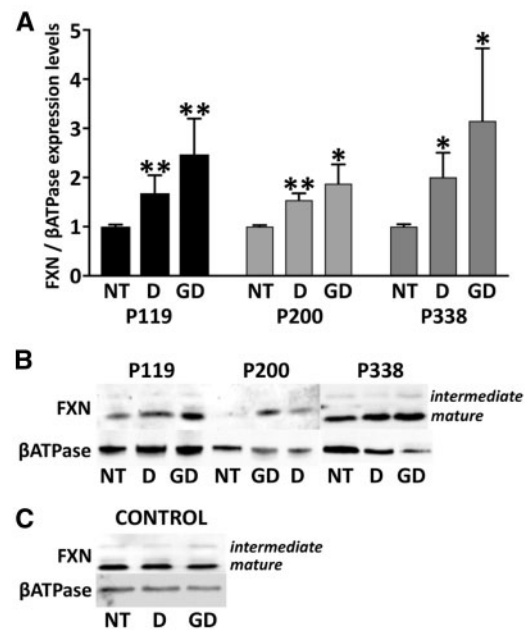 A
FXN / βATPase expression levels
5
4
3
2
1
0
** ** ** * * *
NT D GD NT D GD NT D GD
P119 P200 P338
B
P119 P200 P338
FXN intermediate
mature
βATPase
NT D GD NT GD D NT D GD
C
CONTROL
FXN intermediate
mature
βATPase
NT D GD